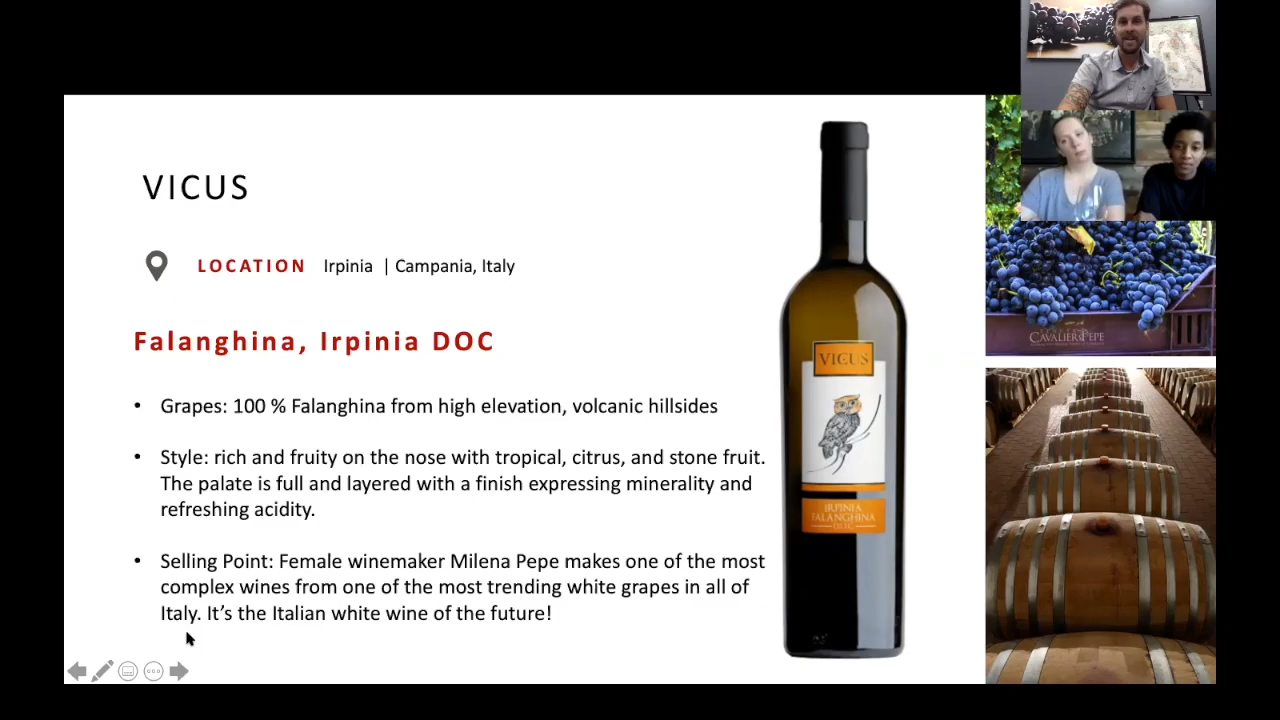 VICUS
LOCATION Irpinia | Campania, Italy
Falanghina, Irpinia DOC
• Grapes: 100 % Falanghina from high elevation, volcanic hillsides
• Style: rich and fruity on the nose with tropical, citrus, and stone fruit.
The palate is full and layered with a finish expressing minerality and
refreshing acidity.
• Selling Point: Female winemaker Milena Pepe makes one of the most
complex wines from one of the most trending white grapes in all of
Italy. It’s the Italian white wine of the future!
VICUS
IRPINIA
FALANGHINA
DOC
CAVALIER PEPE